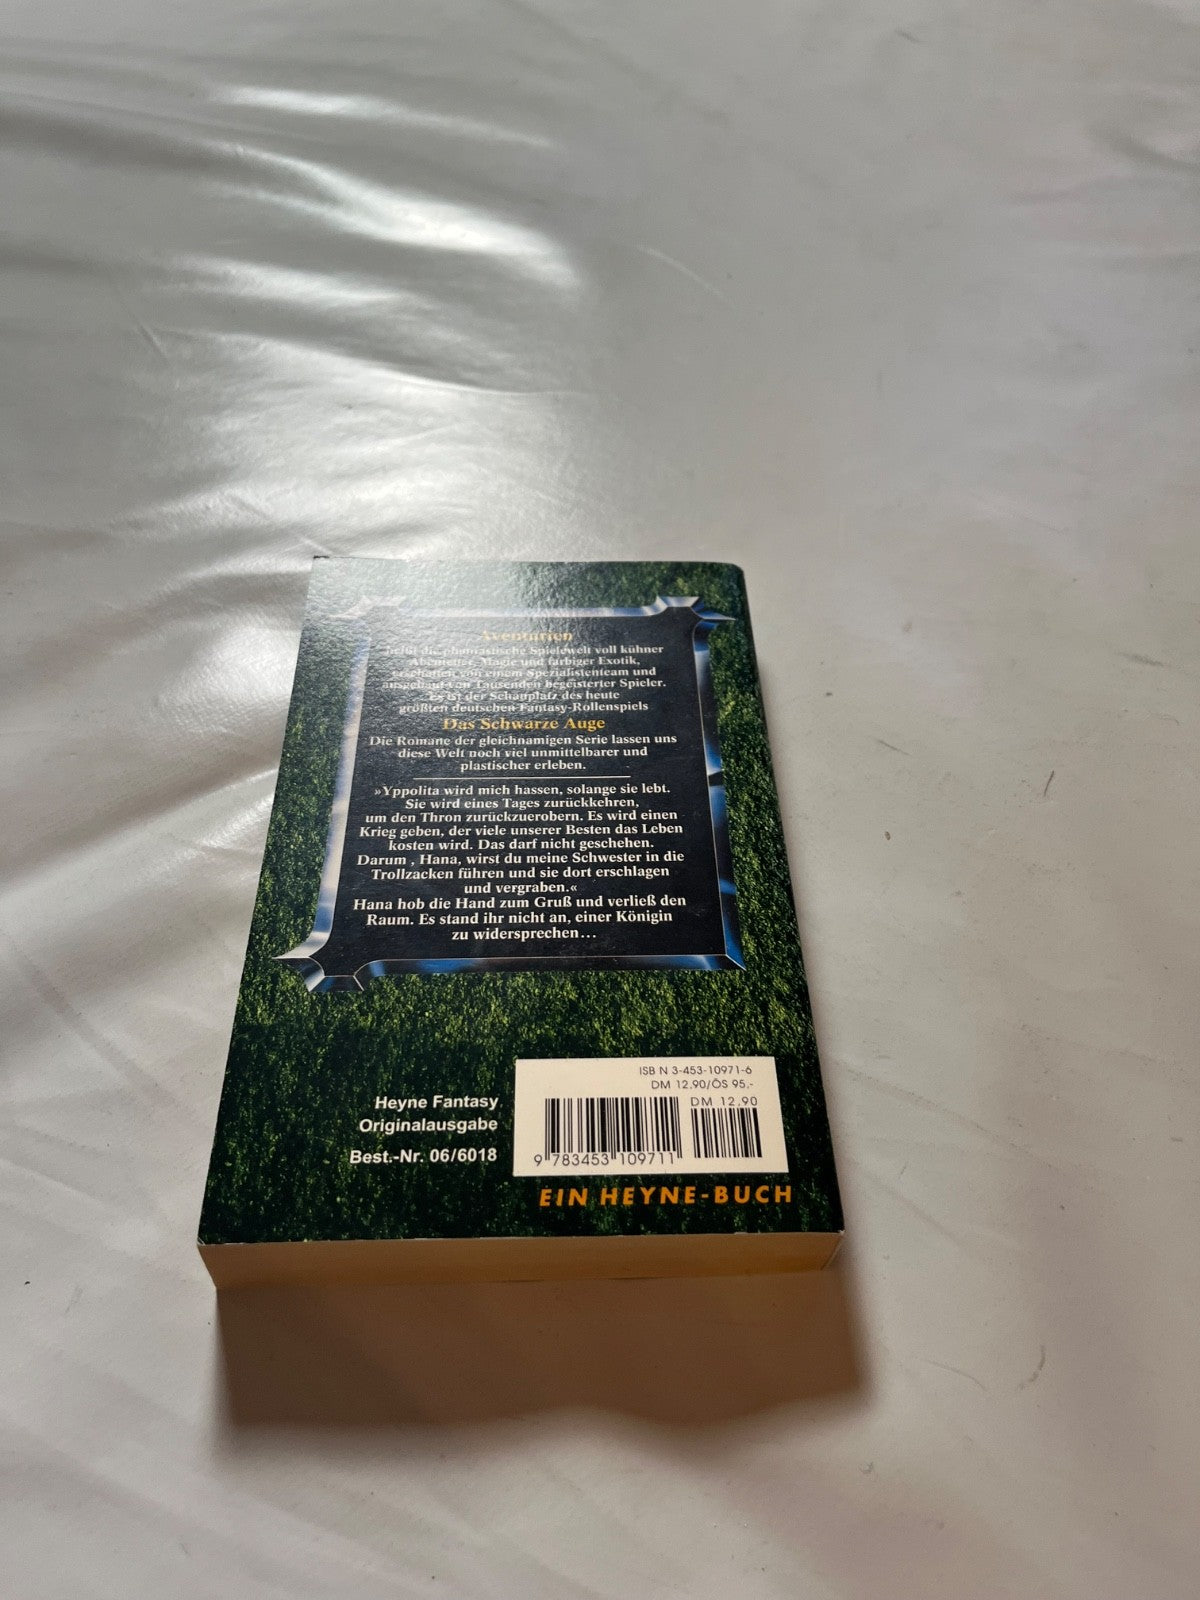 Aventurien
heißt die phantastische Spielewelt voll kühner
Abenteuer, Magie und farbiger Exotik,
erschaffen von einem Spezialistenteam und
ausgebaut von Tausenden begeisterter Spieler.
Es ist der Schauplatz des heute
größten deutschen Fantasy-Rollenspiels
Das Schwarze Auge
Die Romane der gleichnamigen Serie lassen uns
diese Welt noch viel unmittelbarer und
plastischer erleben.
»Yppolita wird mich hassen, solange sie lebt.
Sie wird eines Tages zurückkehren,
um den Thron zurückzuerobern. Es wird einen
Krieg geben, der viele unserer Besten das Leben
kosten wird. Das darf nicht geschehen.
Darum , Hana, wirst du meine Schwester in die
Trollzacken führen und sie dort erschlagen
und vergraben.«
Hana hob die Hand zum Gruß und verließ den
Raum. Es stand ihr nicht an, einer Königin
zu widersprechen...
ISB N 3-453-10971-6
DM 12.90/ÖS 95,-
DM 12.90
9 783453 109711
Heyne Fantasy
Originalausgabe
Best.-Nr. 06/6018
EIN HEYNE-BUCH